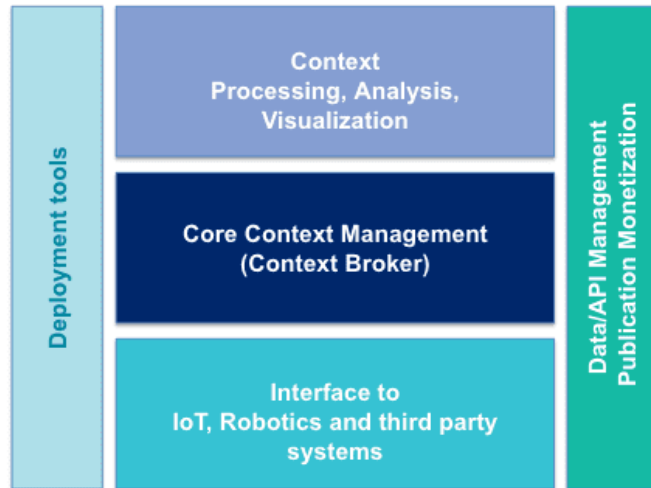 Deployment tools
Context
Processing, Analysis,
Visualization
Core Context Management
(Context Broker)
Interface to
IoT, Robotics and third party
systems
Data/API Management
Publication Monetization